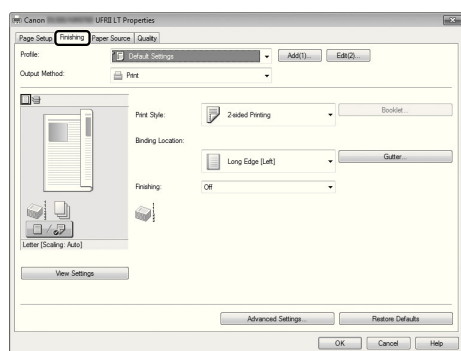 Canon UFRII LT Properties
Page Setup Finishing Paper Source Quality
Profile: Default Settings Add(1)... Edit(2)...
Output Method: Print
Print Style: 2-sided Printing Booklet...
Binding Location:
Long Edge [Left] Gutter...
Finishing: Off
Letter [Scaling: Auto]
View Settings
Advanced Settings... Restore Defaults
OK Cancel Help